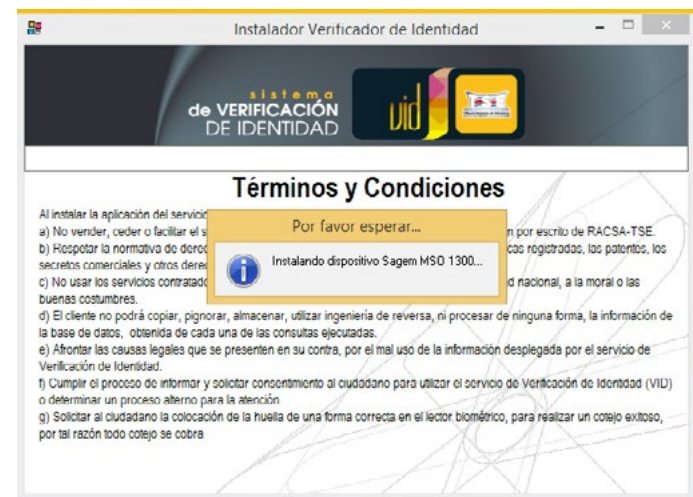 Instalador Verificador de Identidad
sistema
de VERIFICACIÓN
DE IDENTIDAD
vid
Términos y Condiciones
Al instalar la aplicación del servicio
a) No vender, ceder o facilitar el s
n por escrito de RACSA-TSE.
b) Respetar la normativa de derec
cas registradas, las patentes, los
secretos comerciales y otros derec
c) No usar los servicios contratado
d nacional, a la moral o las
buenas costumbres.
Por favor esperar...
Instalando dispositivo Sagem MSO 1300...
d) El cliente no podrá copiar, pignorar, almacenar, utilizar ingeniería de reversa, ni procesar de ninguna forma, la información de
la base de datos, obtenida de cada una de las consultas ejecutadas.
e) Afrontar las causas legales que se presenten en su contra, por el mal uso de la información desplegada por el servicio de
Verificación de Identidad.
f) Cumplir el proceso de informar y solicitar consentimiento al ciudadano para utilizar el servicio de Verificación de Identidad (VID)
o determinar un proceso alterno para la atención
g) Solicitar al ciudadano la colocación de la huella de una forma correcta en el lector biométrico, para realizar un cotejo exitoso,
por tal razón todo cotejo se cobra